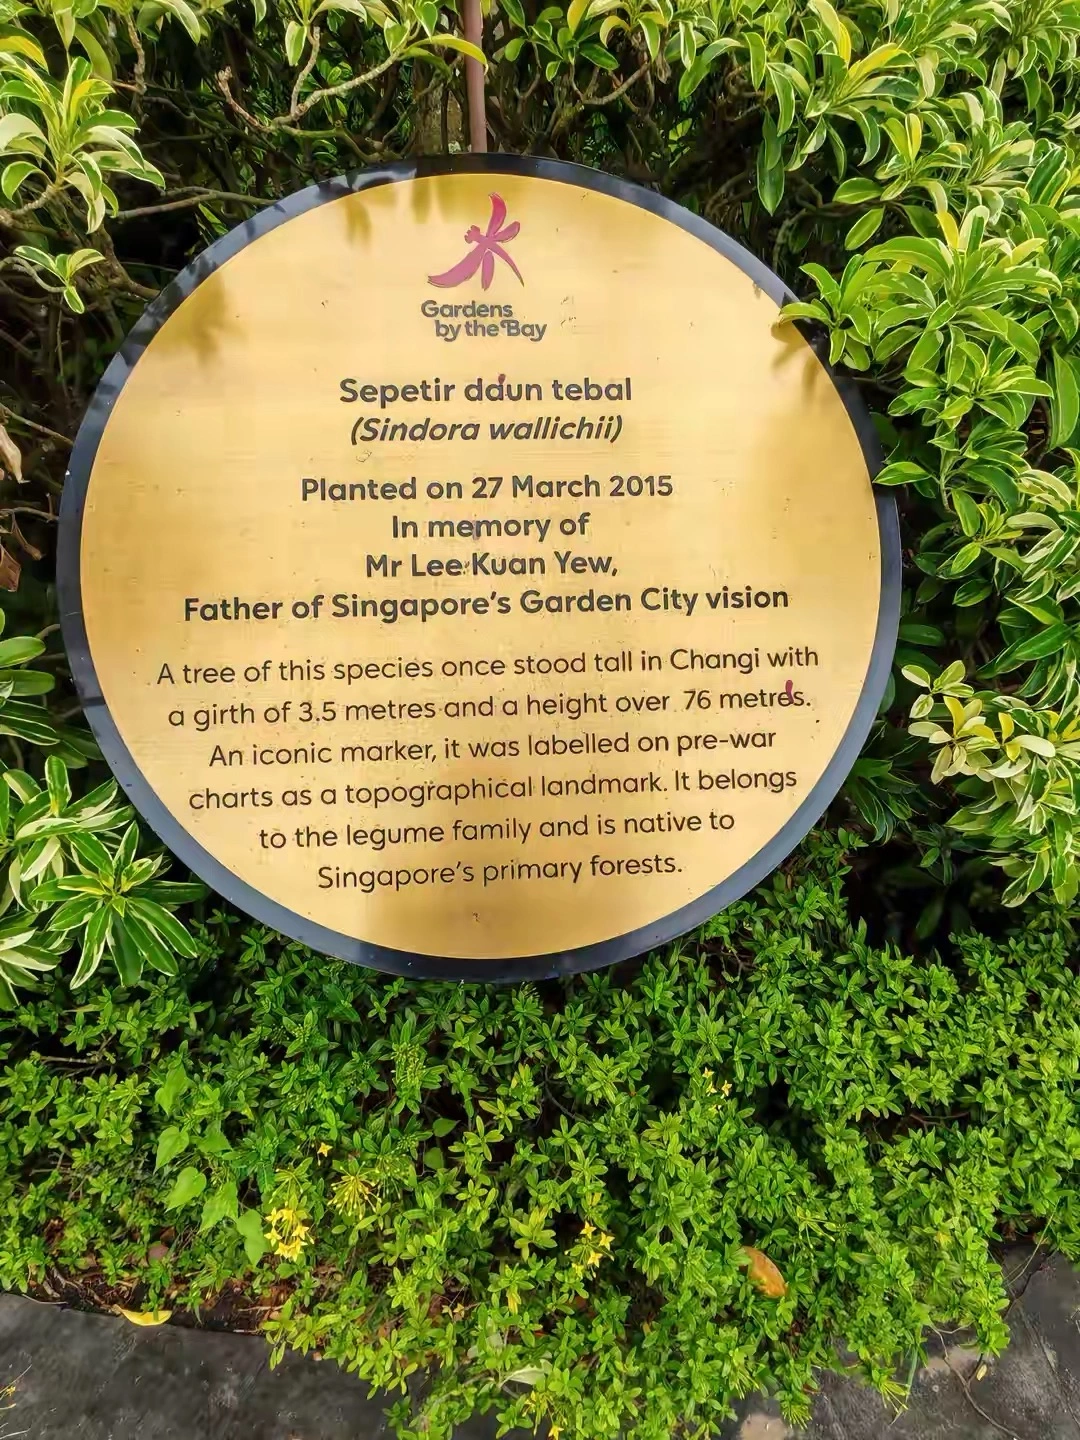 Gardens
by the Bay
Sepetir daun tebal
(Sindora wallichii)
Planted on 27 March 2015
In memory of
Mr Lee Kuan Yew,
Father of Singapore's Garden City vision
A tree of this species once stood tall in Changi with
a girth of 3.5 metres and a height over 76 metres.
An iconic marker, it was labelled on pre-war
charts as a topographical landmark. It belongs
to the legume family and is native to
Singapore's primary forests.